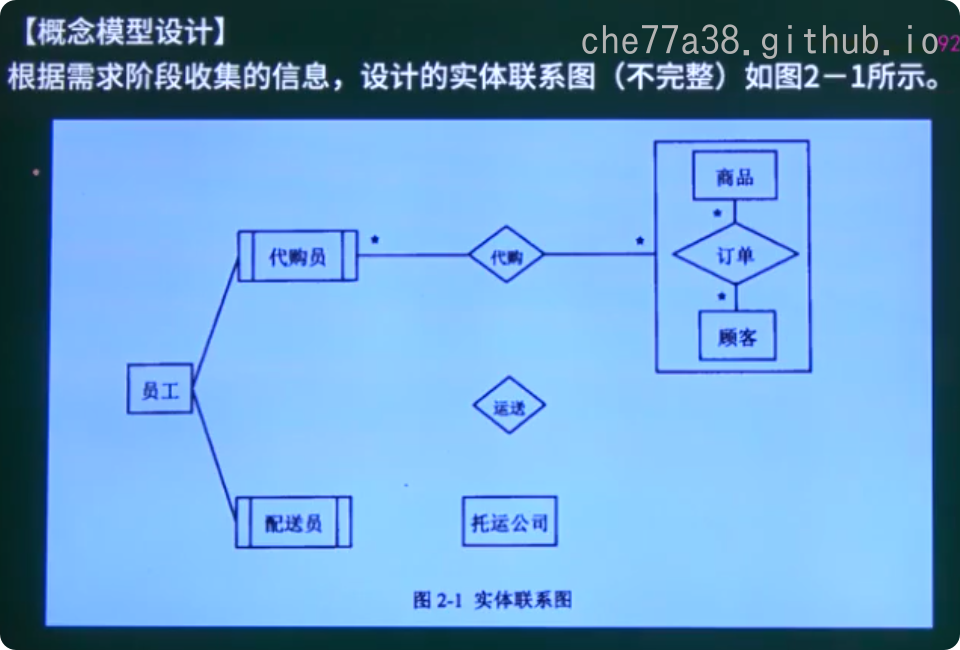 【概念模型设计】
che77a38.github.io
92
根据需求阶段收集的信息，设计的实体联系图（不完整）如图2－1所示。
商品
*
代购员
*
代购
*
订单
*
顾客
员工
运送
配送员
托运公司
图 2-1 实体联系图